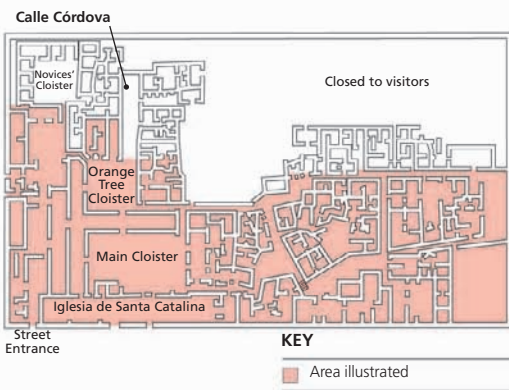 Calle Córdova
Novices'
Cloister
Closed to visitors
Orange
Tree
Cloister
Main Cloister
Iglesia de Santa Catalina
Street
Entrance
KEY
Area illustrated